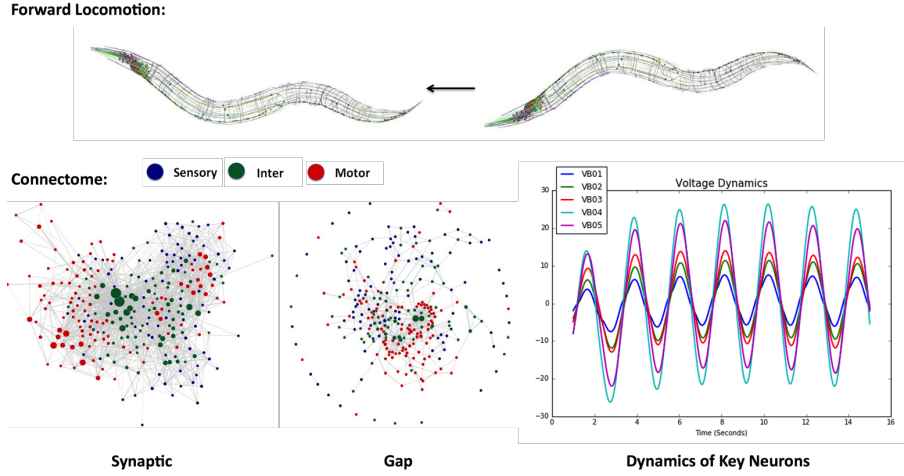 Forward Locomotion:
Connectome:
Sensory
Inter
Motor
VB01
VB02
VB03
VB04
VB05
Voltage Dynamics
30
20
10
0
−10
−20
−30
0 2 4 6 8 10 12 14 16
Time (Seconds)
Synaptic
Gap
Dynamics of Key Neurons